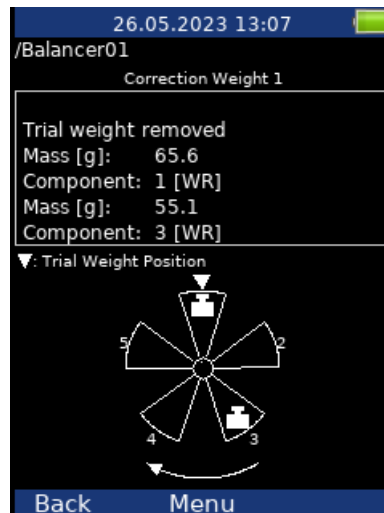 26.05.2023 13:07
/Balancer01
Correction Weight 1
Trial weight removed
Mass [g]: 65.6
Component: 1 [WR]
Mass [g]: 55.1
Component: 3 [WR]
▼: Trial Weight Position
5 2
4 3
Back Menu